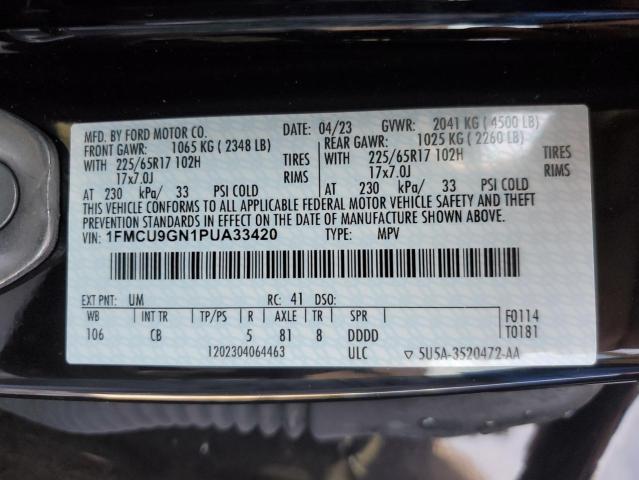 MFD. BY FORD MOTOR CO. DATE: 04/23 GVWR: 2041 KG ( 4500 LB)
FRONT GAWR: 1065 KG ( 2348 LB) REAR GAWR: 1025 KG ( 2260 LB)
WITH 225/65R17 102H TIRES WITH 225/65R17 102H TIRES
17x7.0J RIMS 17x7.0J RIMS
AT 230 kPa/ 33 PSI COLD AT 230 kPa/ 33 PSI COLD
THIS VEHICLE CONFORMS TO ALL APPLICABLE FEDERAL MOTOR VEHICLE SAFETY AND THEFT
PREVENTION STANDARDS IN EFFECT ON THE DATE OF MANUFACTURE SHOWN ABOVE.
VIN: 1FMCU9GN1PUA33420 TYPE: MPV
EXT PNT: UM RC: 41 DSO:
WB INT TR TP/PS R AXLE TR SPR F0114
106 CB 5 81 8 DDDD T0181
1202304064463 ULC ▽ 5U5A-3520472-AA